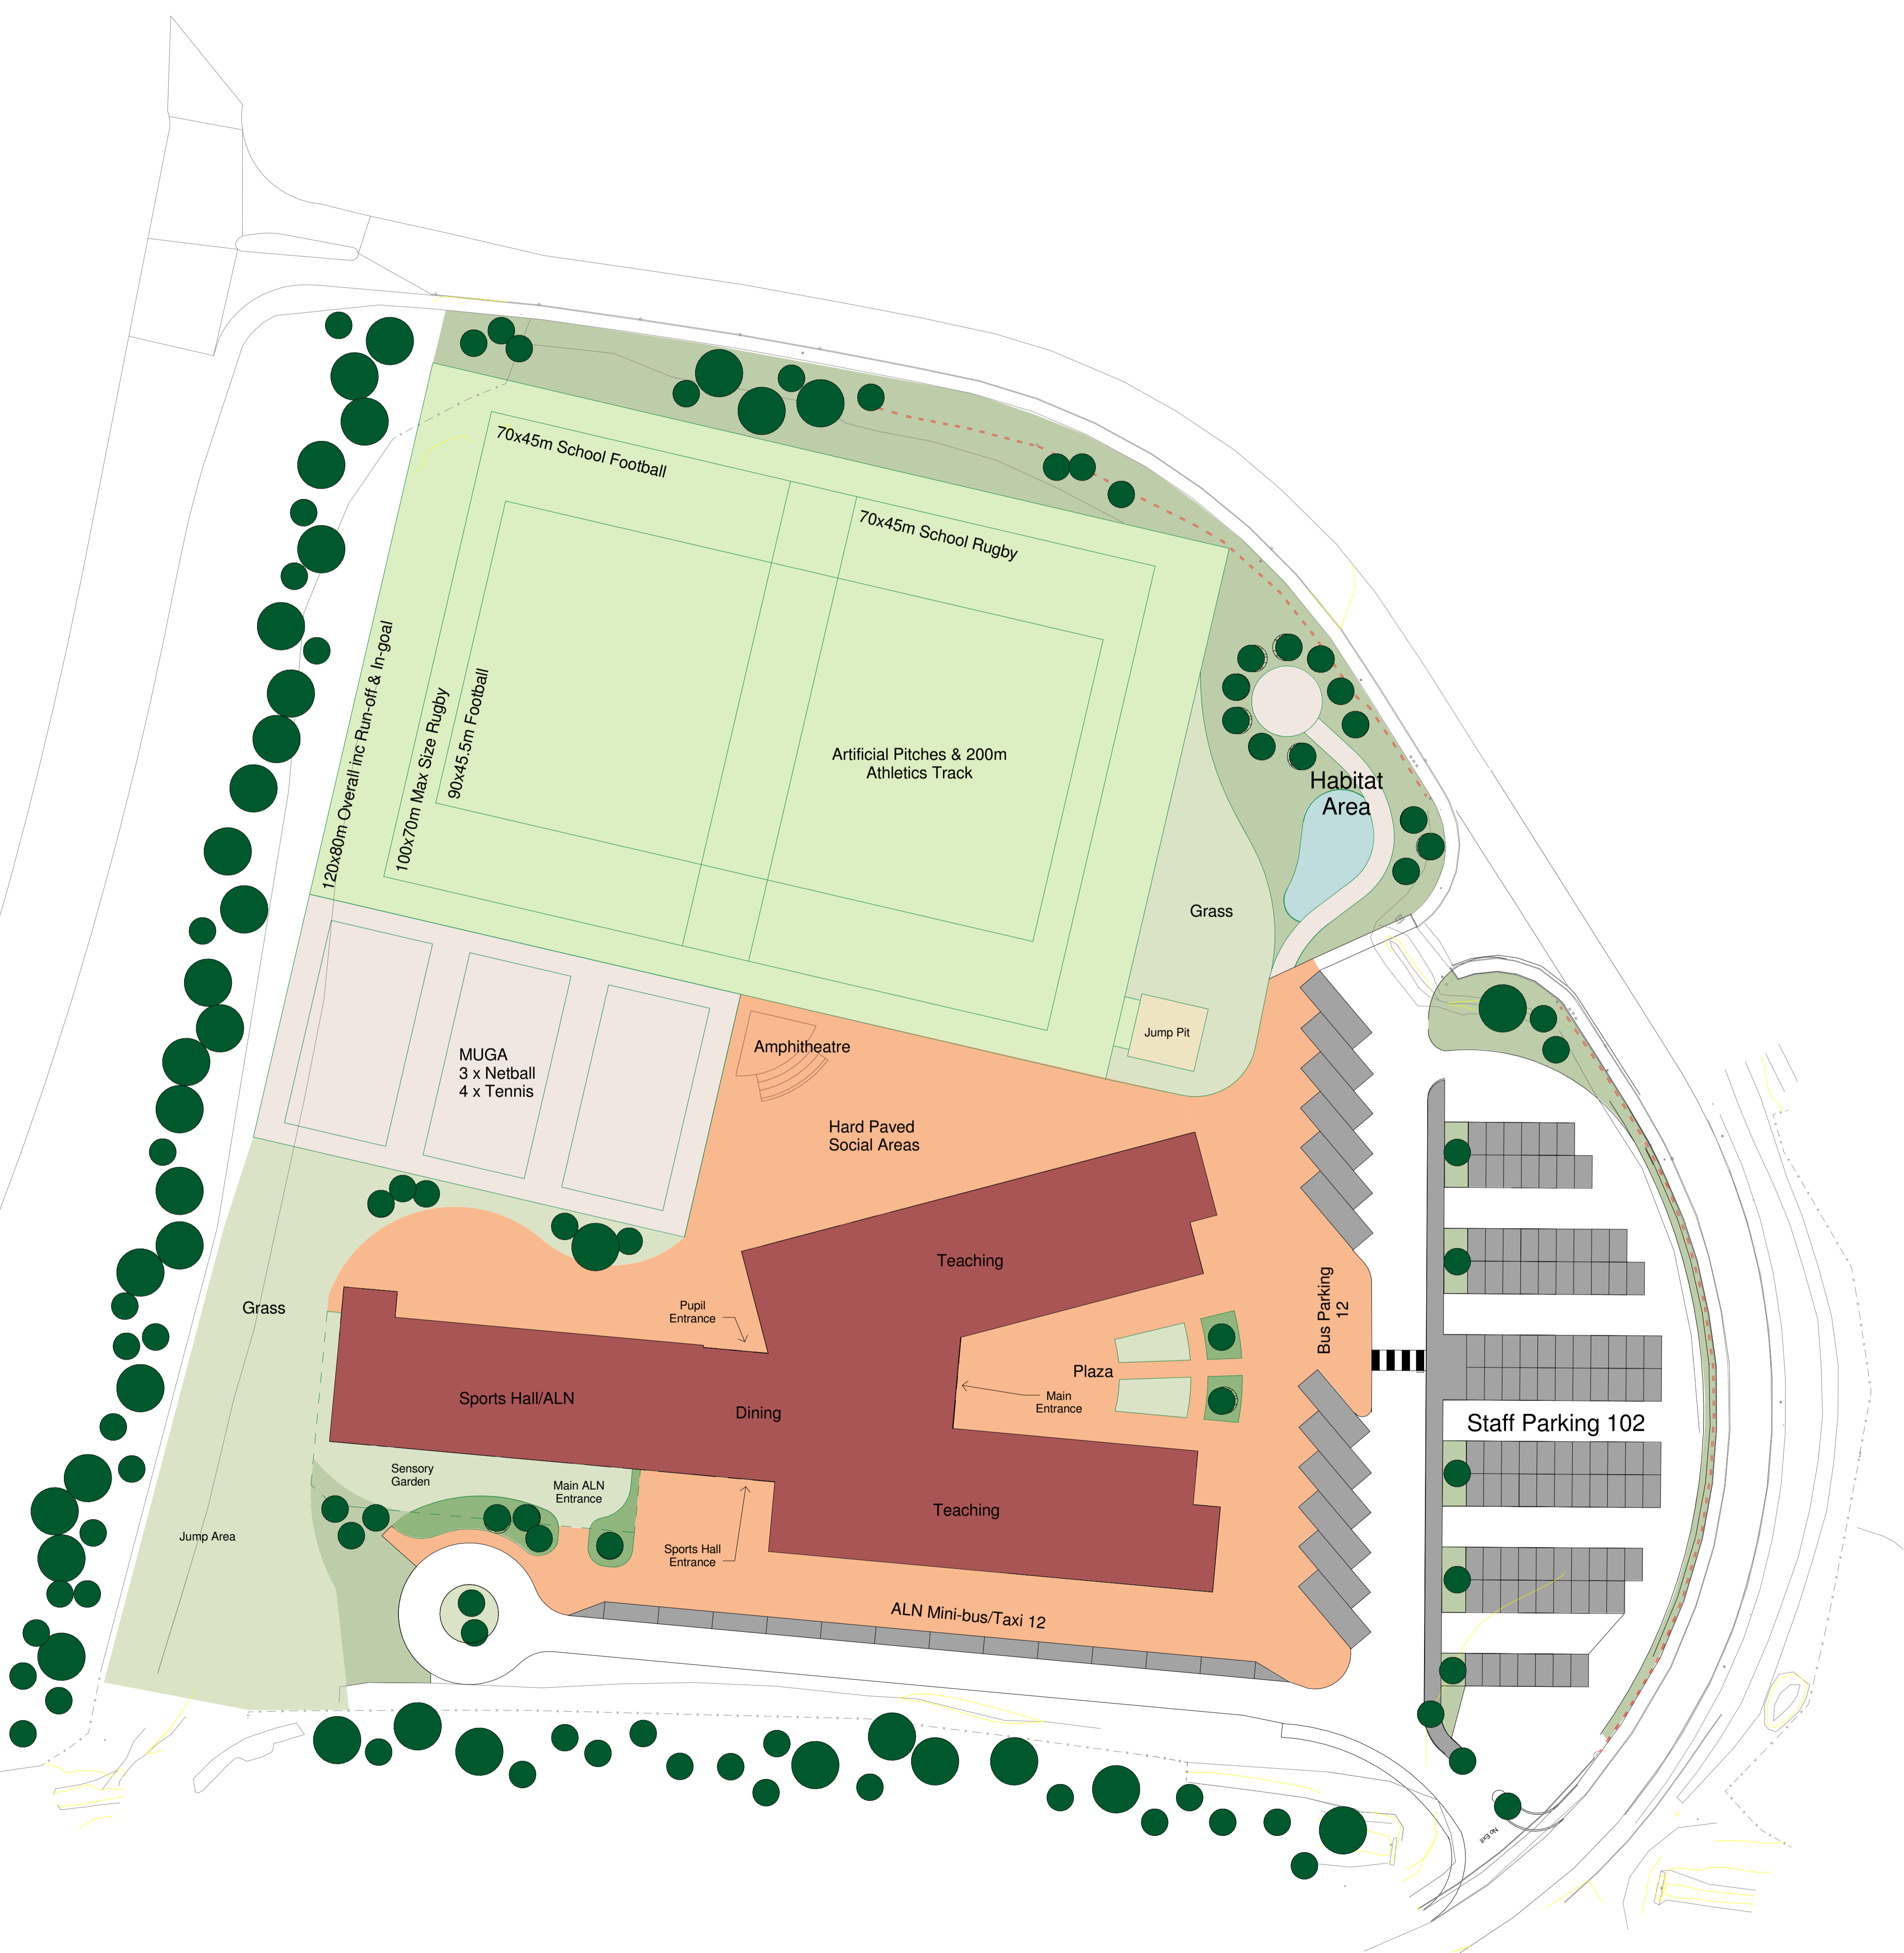 70x45m School Football
70x45m School Rugby
120x80m Overall inc Run-off & In-goal
100x70m Max Size Rugby
90x45.5m Football
Artificial Pitches & 200m
Athletics Track
Habitat
Area
Grass
Jump Pit
Amphitheatre
MUGA
3 x Netball
4 x Tennis
Hard Paved
Social Areas
Teaching
Grass
Pupil
Entrance
Bus Parking
12
Plaza
Main
Entrance
Sports Hall/ALN
Dining
Staff Parking 102
Sensory
Garden
Main ALN
Entrance
Teaching
Jump Area
Sports Hall
Entrance
ALN Mini-bus/Taxi 12
No Exit